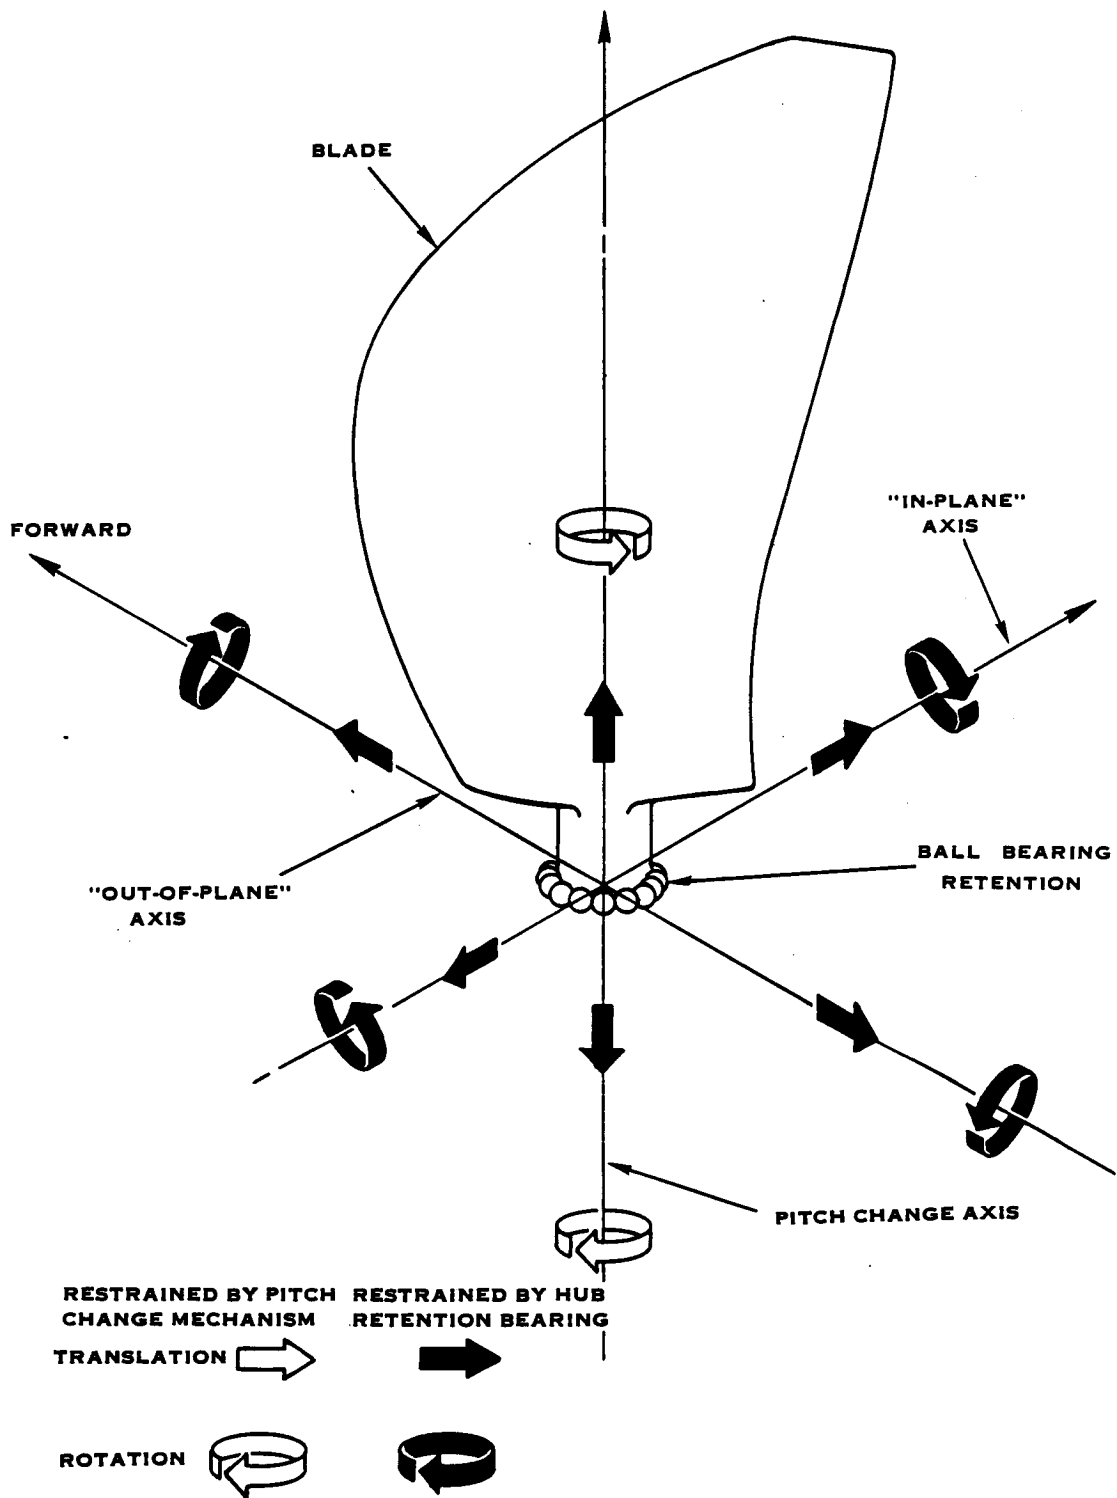 BLADE
"IN-PLANE"
AXIS
FORWARD
BALL BEARING
RETENTION
"OUT-OF-PLANE"
AXIS
PITCH CHANGE AXIS
RESTRAINED BY PITCH
CHANGE MECHANISM
RESTRAINED BY HUB
RETENTION BEARING
TRANSLATION
ROTATION